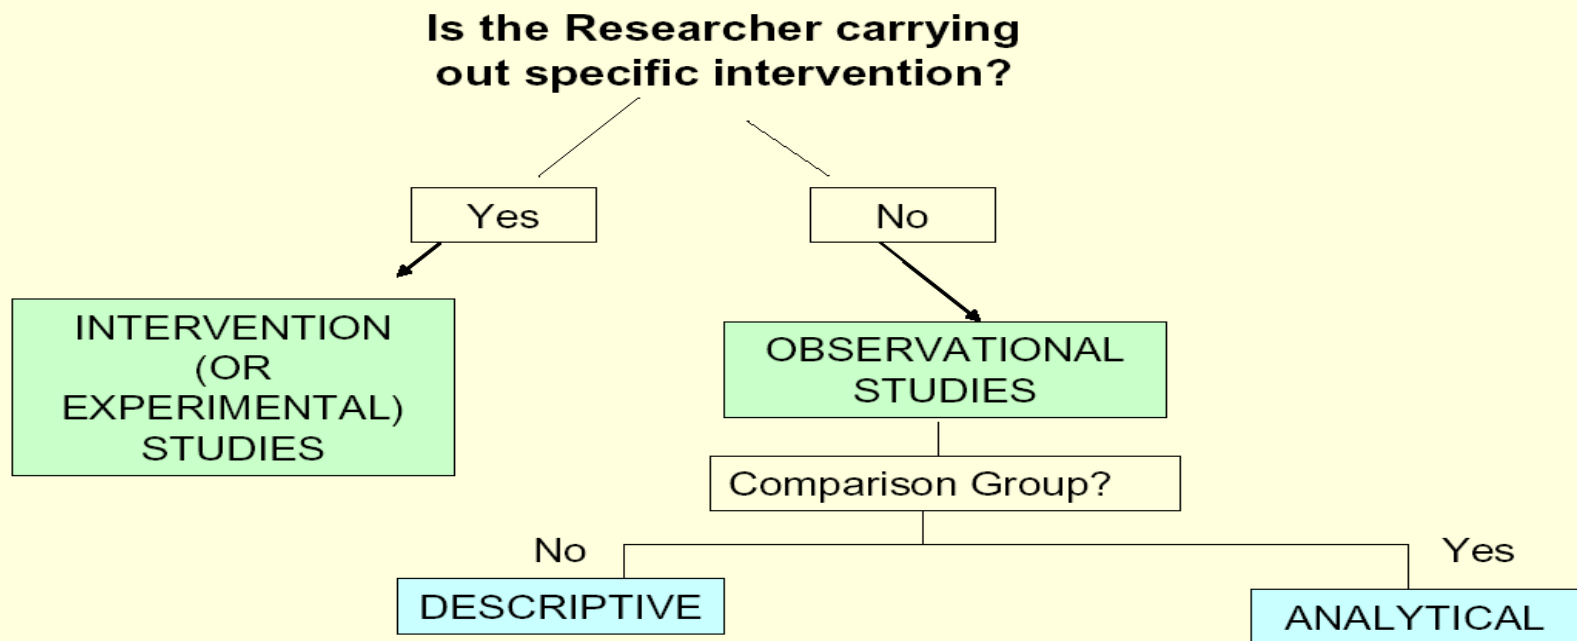 Is the Researcher carrying
out specific intervention?
Yes
No
INTERVENTION
(OR
EXPERIMENTAL)
STUDIES
OBSERVATIONAL
STUDIES
Comparison Group?
No
Yes
DESCRIPTIVE
ANALYTICAL